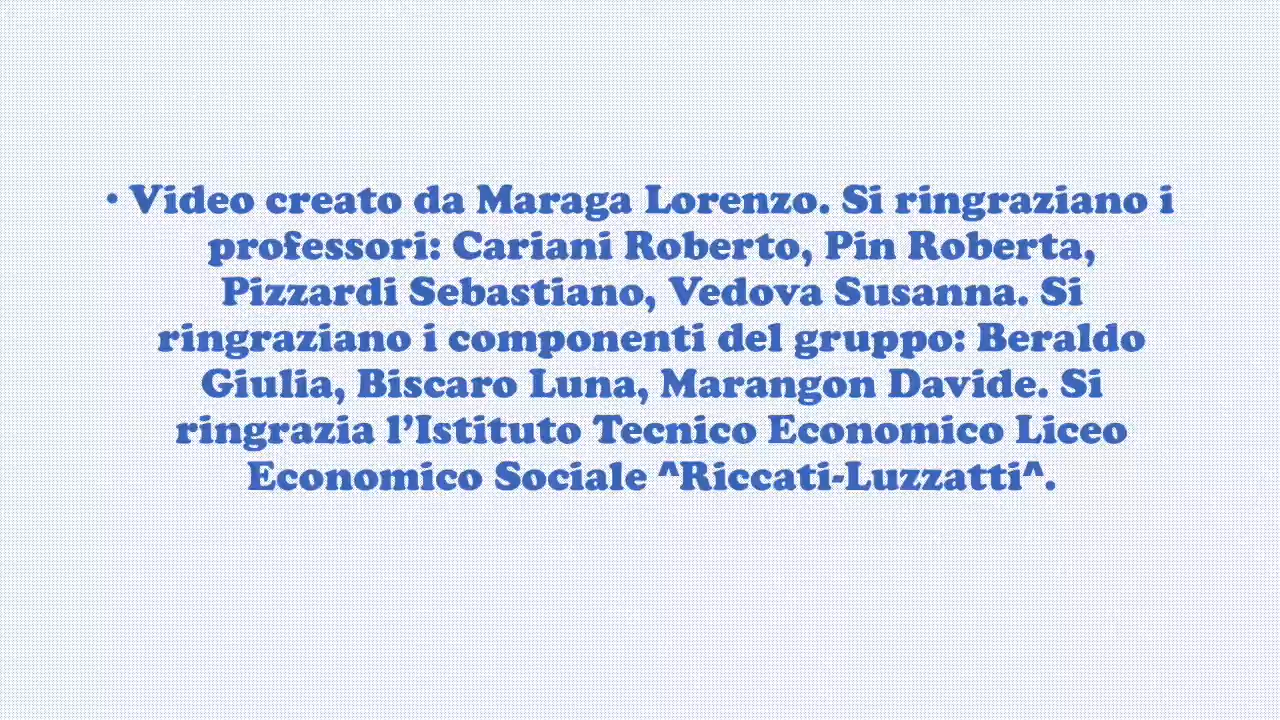 • Video creato da Maraga Lorenzo. Si ringraziano i
professori: Cariani Roberto, Pin Roberta,
Pizzardi Sebastiano, Vedova Susanna. Si
ringraziano i componenti del gruppo: Beraldo
Giulia, Biscaro Luna, Marangon Davide. Si
ringrazia l’Istituto Tecnico Economico Liceo
Economico Sociale ^Riccati-Luzzatti^.